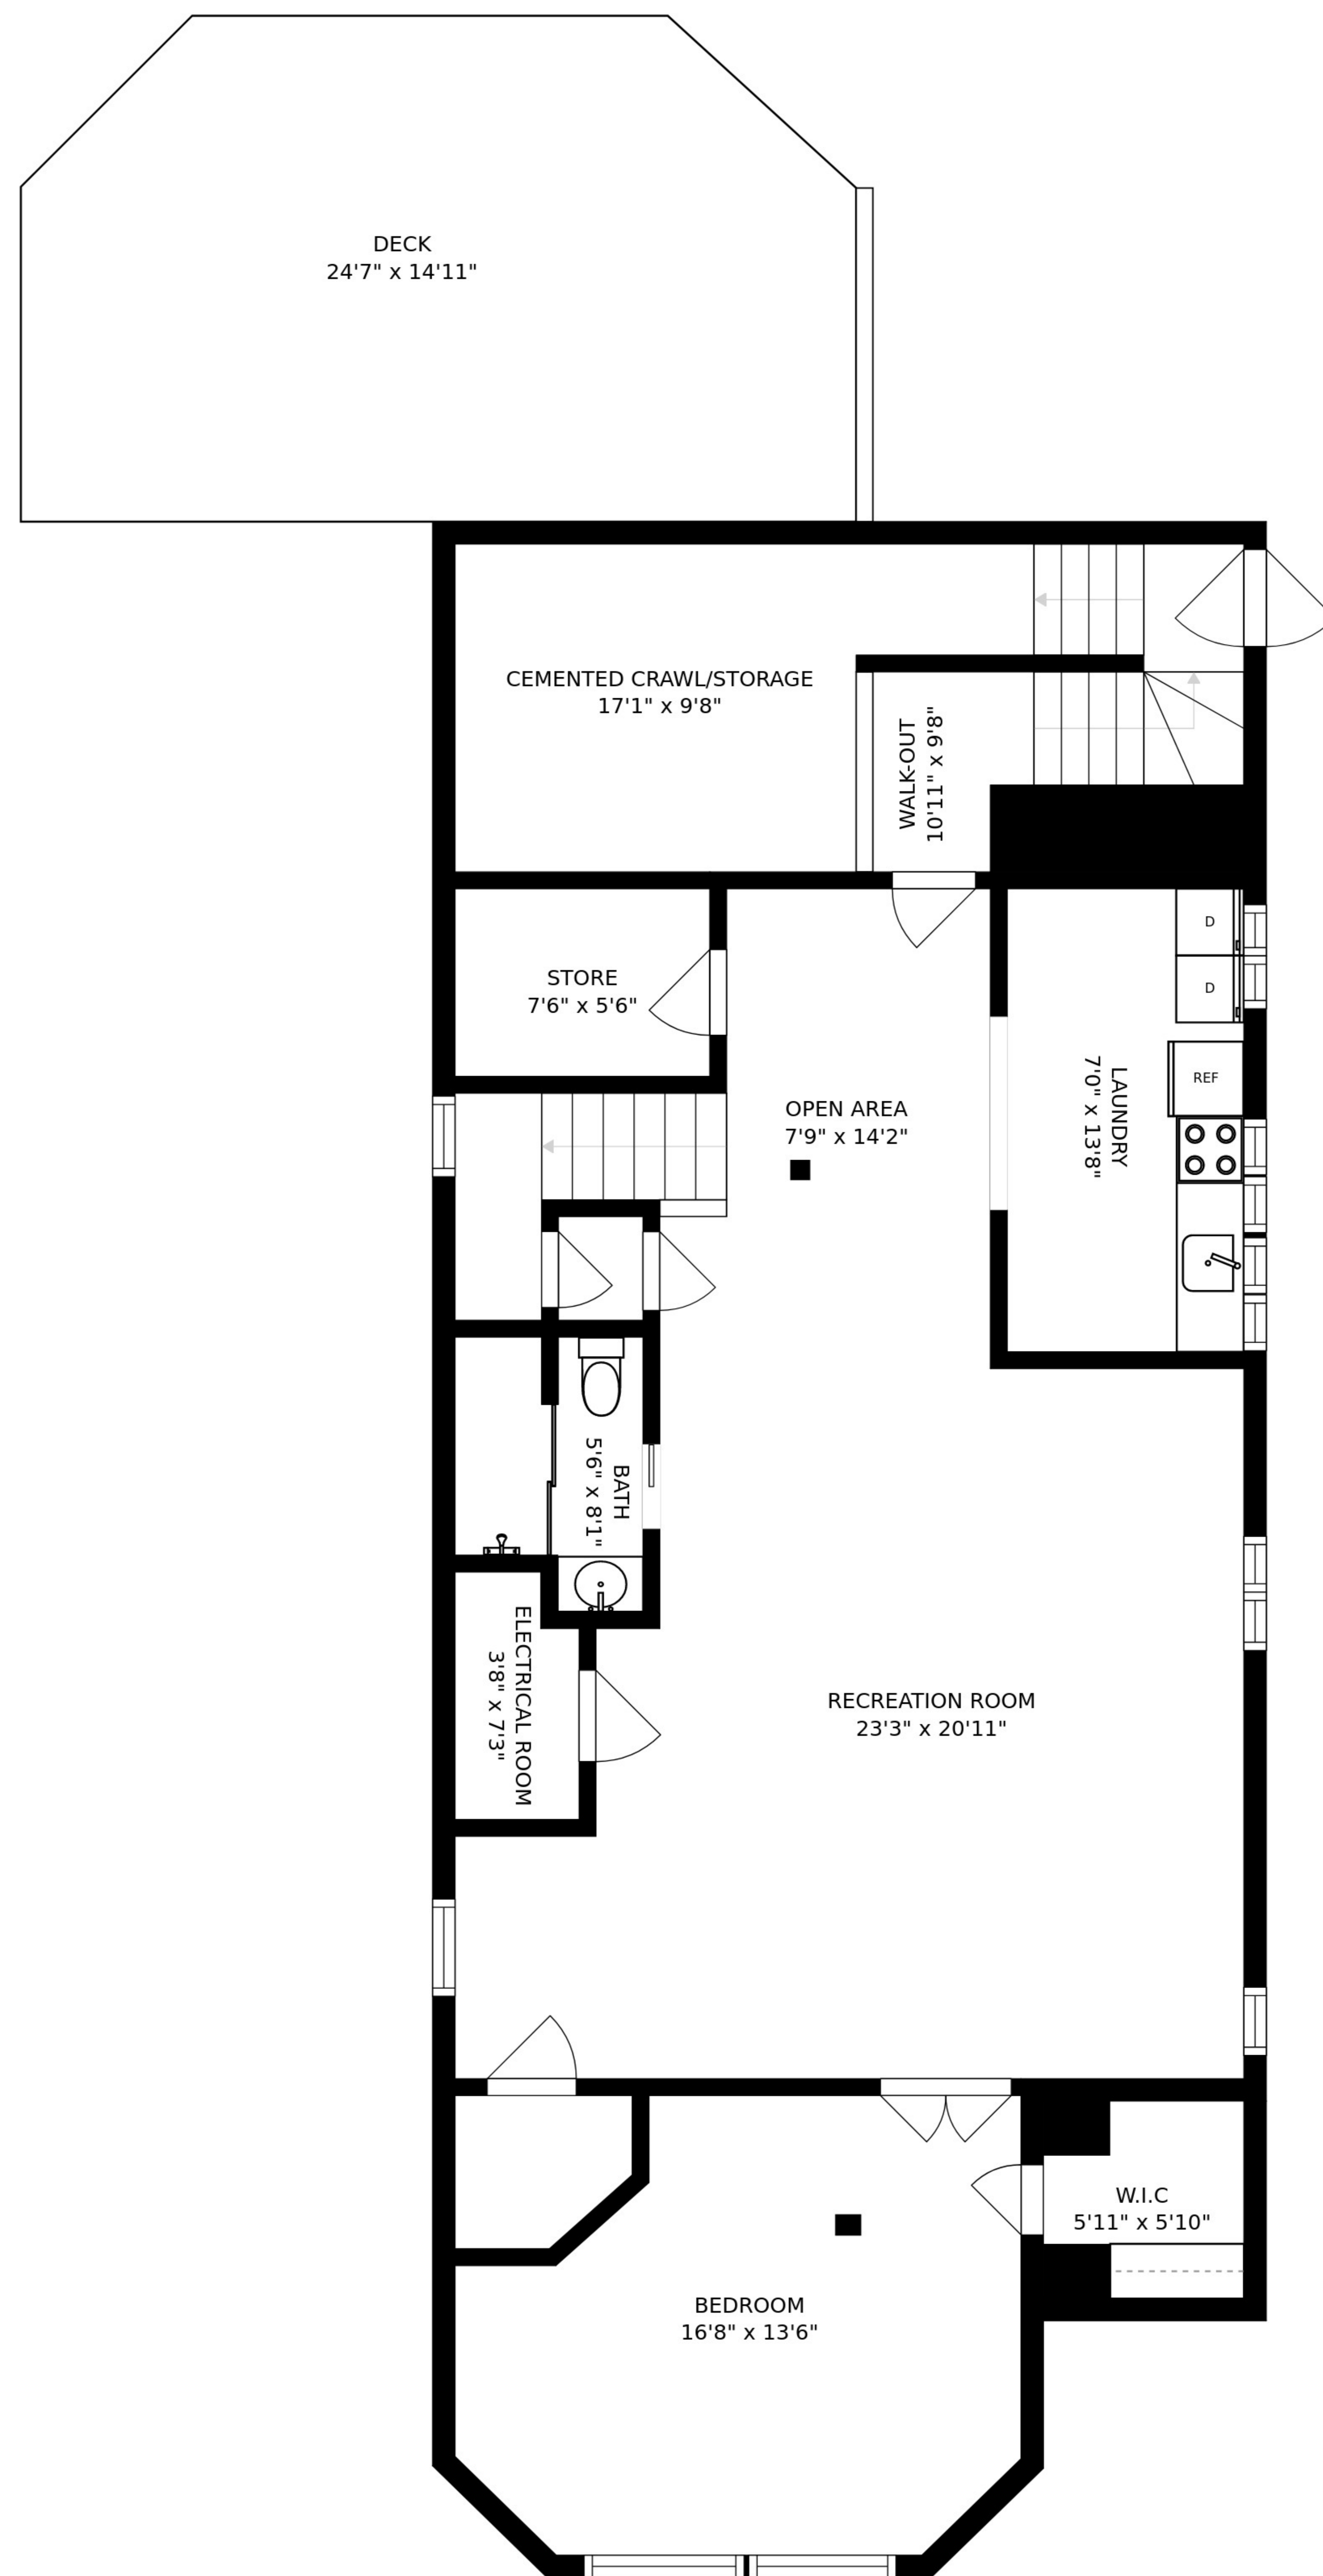 DECK
24'7" x 14'11"
CEMENTED CRAWL/STORAGE
17'1" x 9'8"
WALK-OUT
10'11" x 9'8"
STORE
7'6" x 5'6"
D
D
REF
LAUNDRY
7'0" x 13'8"
OPEN AREA
7'9" x 14'2"
BATH
5'6" x 8'1"
ELECTRICAL ROOM
3'8" x 7'3"
RECREATION ROOM
23'3" x 20'11"
W.I.C
5'11" x 5'10"
BEDROOM
16'8" x 13'6"